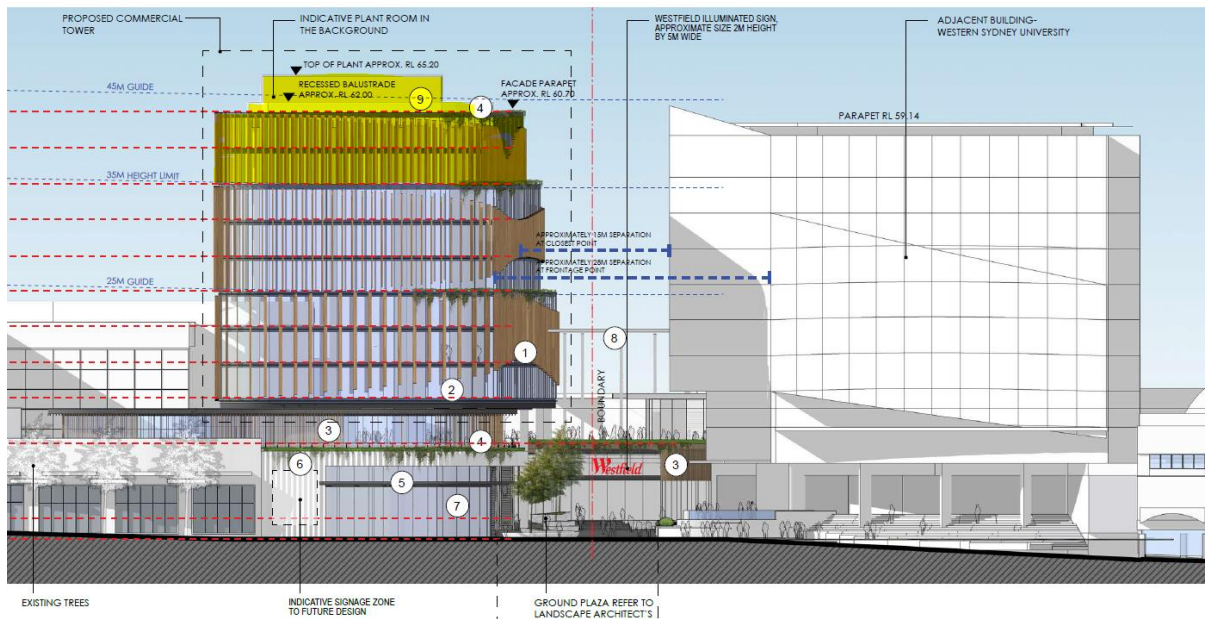 PROPOSED COMMERCIAL
TOWER
INDICATIVE PLANT ROOM IN
THE BACKGROUND
WESTFIELD ILLUMINATED SIGN,
APPROXIMATE SIZE 2M HEIGHT
BY 5M WIDE
ADJACENT BUILDING-
WESTERN SYDNEY UNIVERSITY
TOP OF PLANT APPROX. RL 65.20
45M GUIDE
RECESSED BALUSTRADE
APPROX. RL 62.00
9
4
FACADE PARAPET
APPROX. RL 60.70
PARAPET RL 59.14
35M HEIGHT LIMIT
APPROXIMATELY 15M SEPARATION
AT CLOSEST POINT
APPROXIMATELY 28M SEPARATION
AT FRONTAGE POINT
25M GUIDE
8
1
2
BOUNDARY
3
4
6
5
7
Westfield
3
EXISTING TREES
INDICATIVE SIGNAGE ZONE
TO FUTURE DESIGN
GROUND PLAZA REFER TO
LANDSCAPE ARCHITECT'S